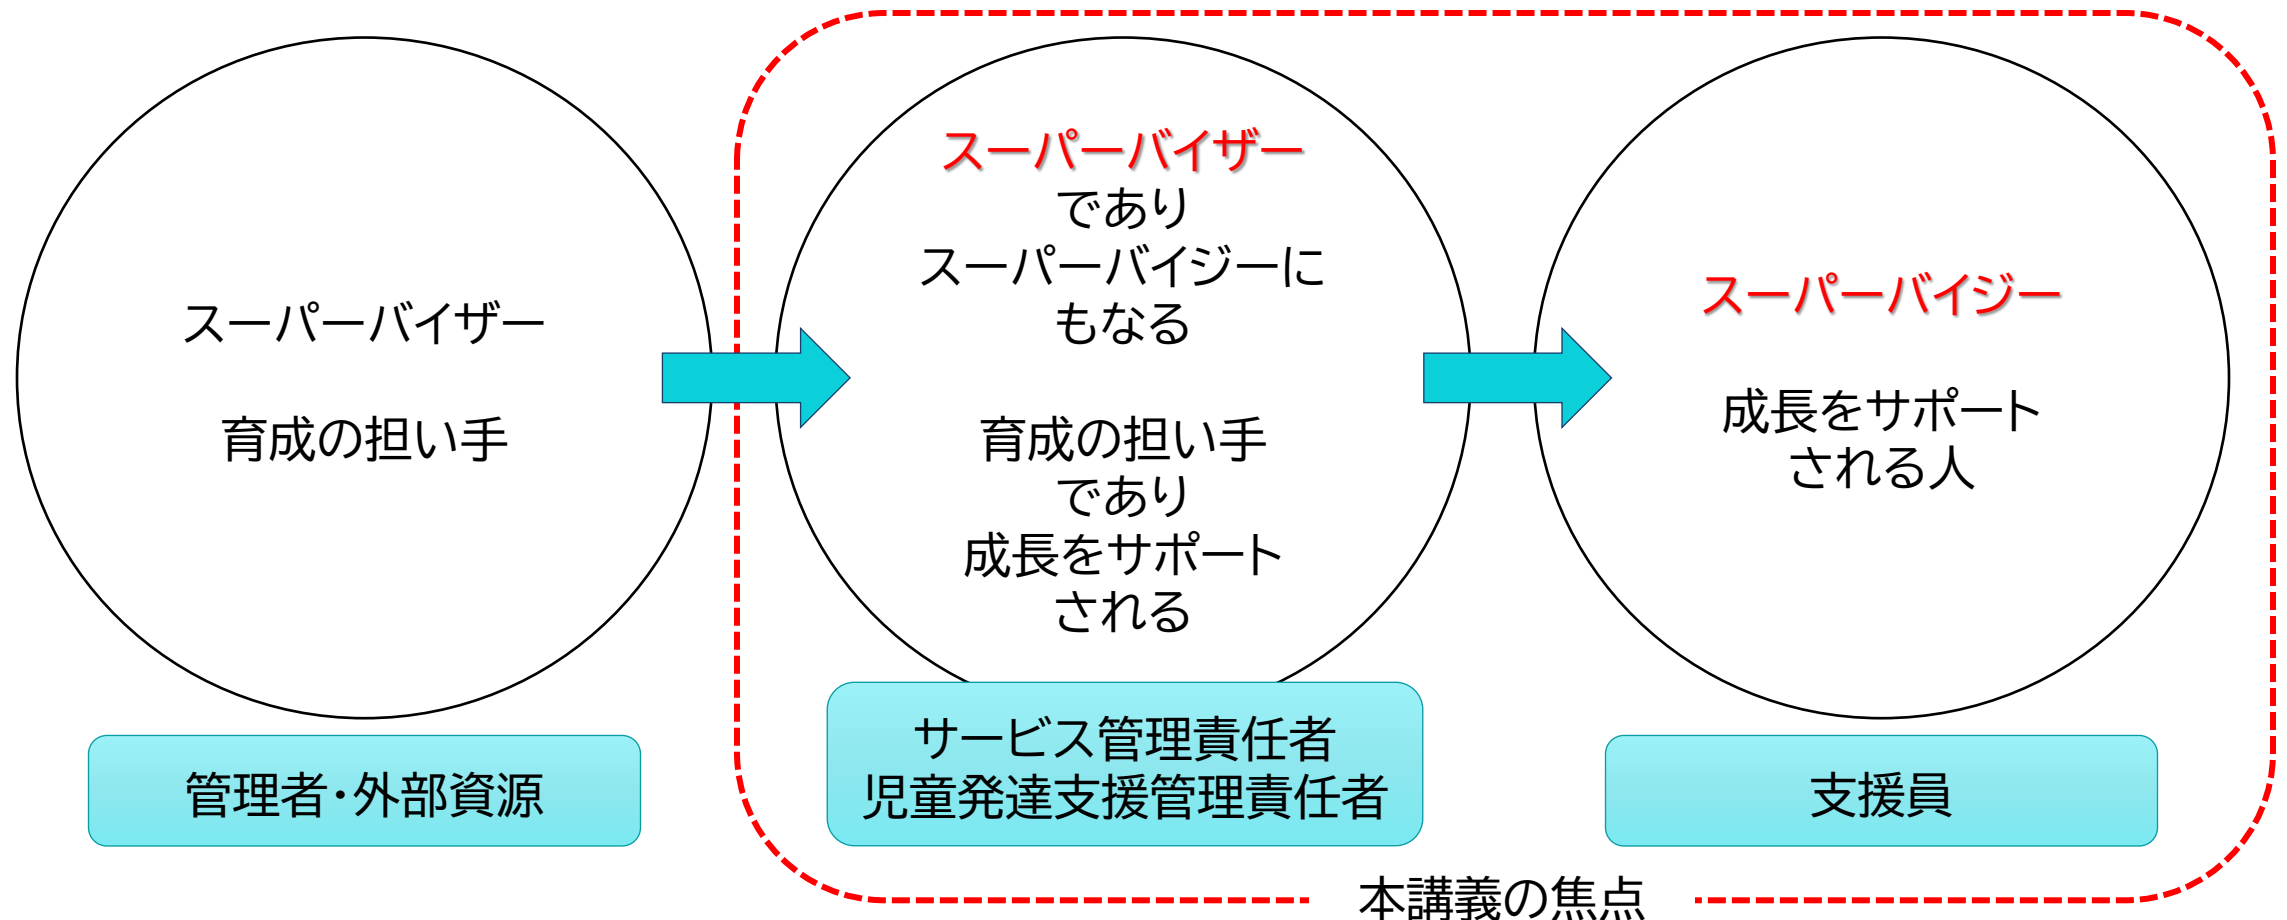 スーパーバイザー
育成の担い手
管理者・外部資源
スーパーバイザー
であり
スーパーバイジーに
もなる
育成の担い手
であり
成長をサポート
される
サービス管理責任者
児童発達支援管理責任者
スーパーバイジー
成長をサポート
される人
支援員
本講義の焦点